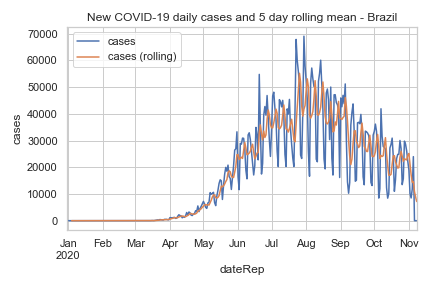 New COVID-19 daily cases and 5 day rolling mean - Brazil
cases
cases (rolling)
70000
60000
50000
40000
30000
20000
10000
0
cases
Jan Feb Mar Apr May Jun Jul Aug Sep Oct Nov
2020
dateRep